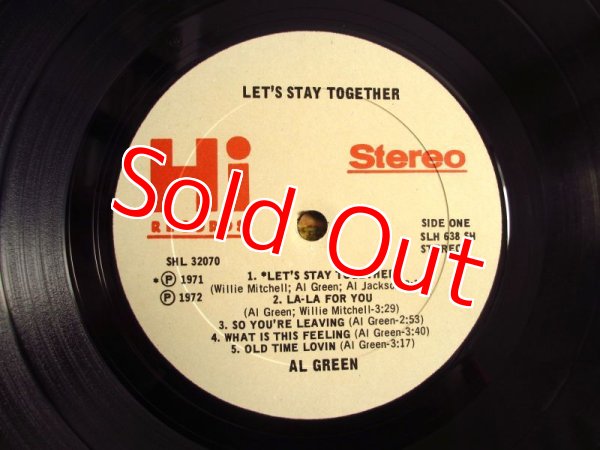 LET'S STAY TOGETHER
Hi
RECORDS
Stereo
Sold Out
SIDE ONE
SLH 638 SH
STEREO
SHL 32070
*Ⓟ 1971
Ⓟ 1972
1. *LET'S STAY TOGETHER
(Willie Mitchell; Al Green; Al Jackson
2. LA-LA FOR YOU
(Al Green; Willie Mitchell-3:29)
3. SO YOU'RE LEAVING (Al Green-2:53)
4. WHAT IS THIS FEELING (Al Green-3:40)
5. OLD TIME LOVIN (Al Green-3:17)
AL GREEN